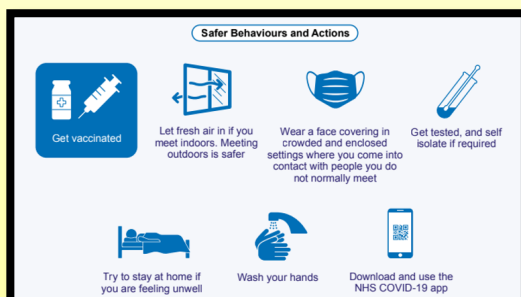 Safer Behaviours and Actions
Get vaccinated
Let fresh air in if you
meet indoors. Meeting
outdoors is safer
Wear a face covering in
crowded and enclosed
settings where you come into
contact with people you do
not normally meet
Get tested, and self
isolate if required
Try to stay at home if
you are feeling unwell
Wash your hands
Download and use the
NHS COVID-19 app